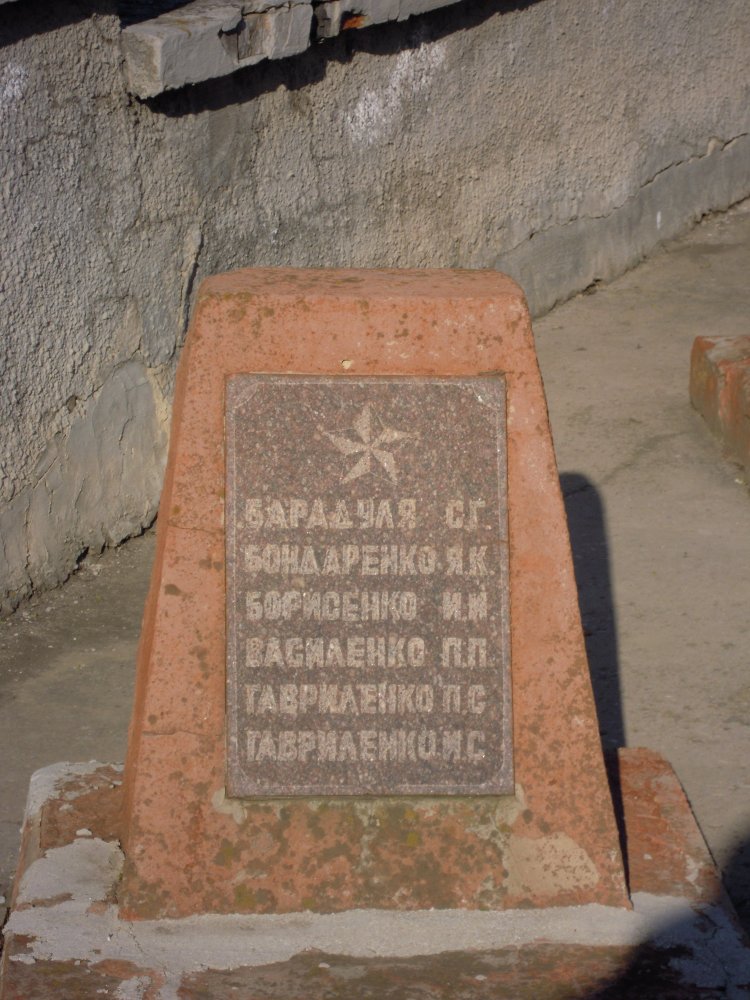 БАРАДУЛЯ С.Г.
БОНДАРЕНКО Я.К.
БОРИСЕНКО И.И.
ВАСИЛЕНКО П.П.
ГАВРИЛЕНКО П.С.
ГАВРИЛЕНКО И.С.